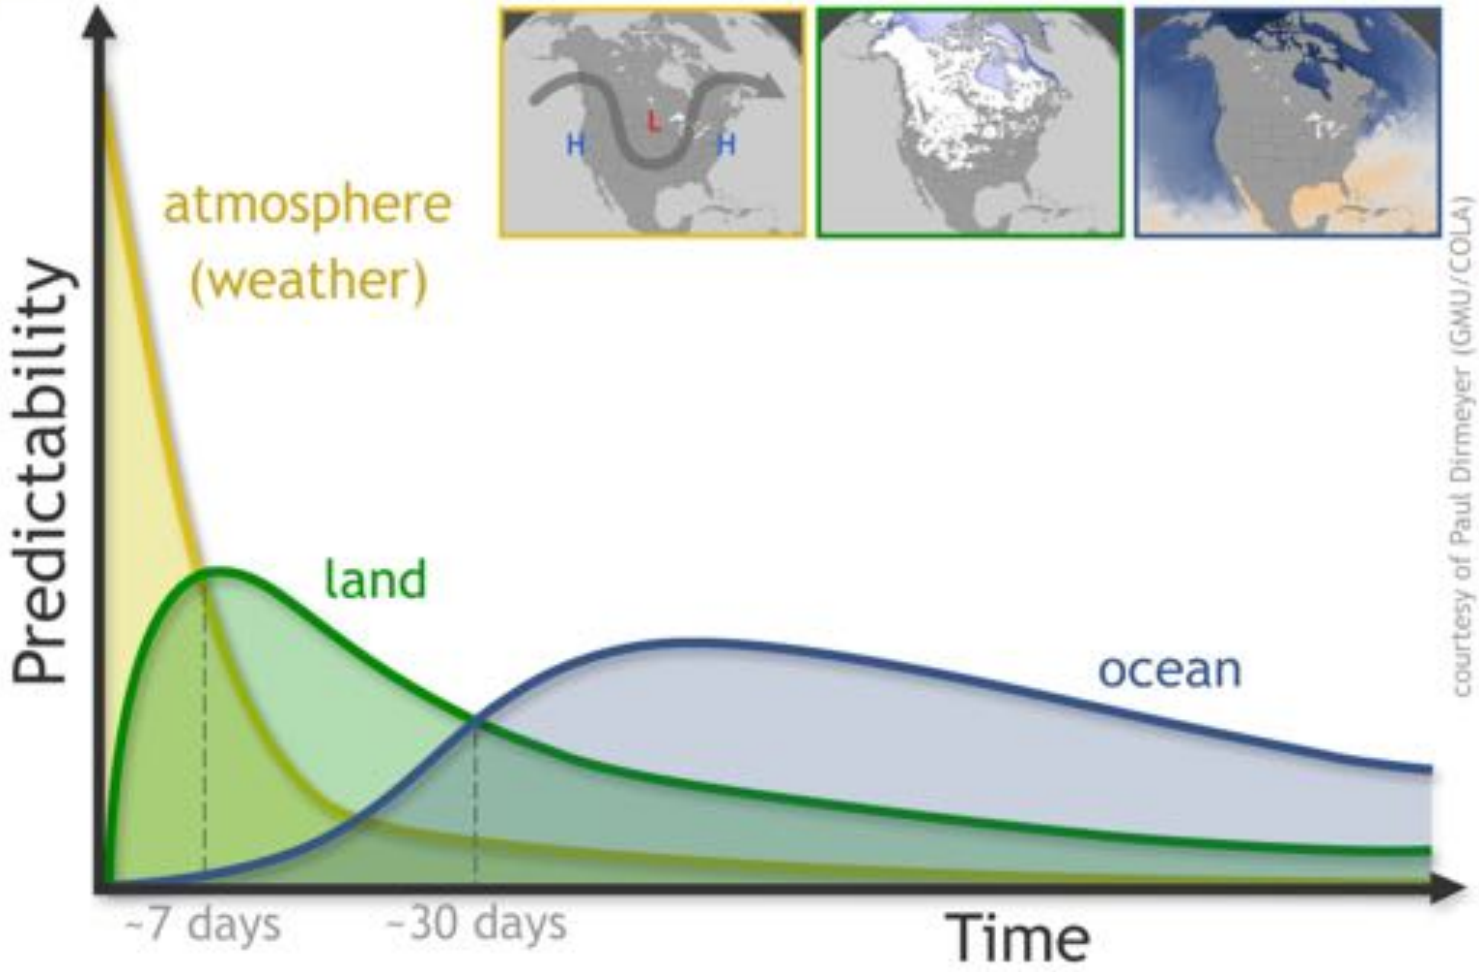 H
L
H
atmosphere
(weather)
land
ocean
Predictability
~7 days
~30 days
Time
courtesy of Paul Dirmeyer (GMU/COLA)